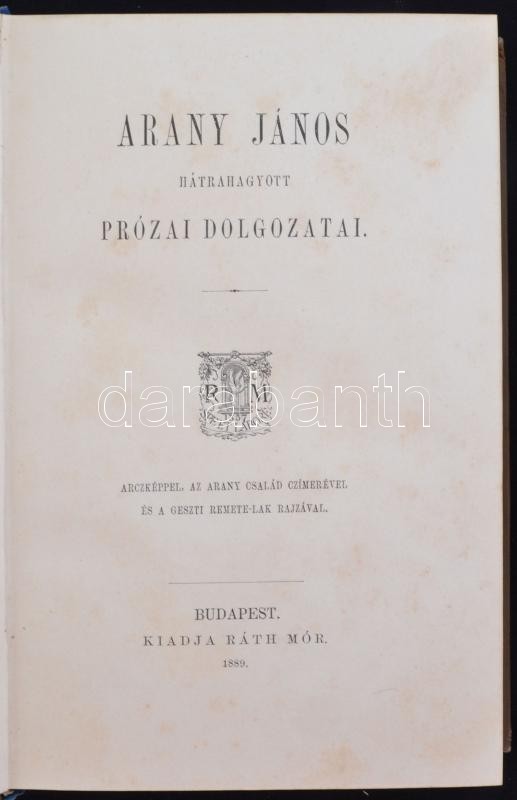 ARANY JÁNOS
HÁTRAHAGYOTT
PRÓZAI DOLGOZATAI.
R M
darabanth
ARCZKÉPPEL, AZ ARANY CSALÁD CZÍMERÉVEL
ÉS A GESZTI REMETE-LAK RAJZÁVAL.
BUDAPEST.
KIADJA RÁTH MÓR.
1889.